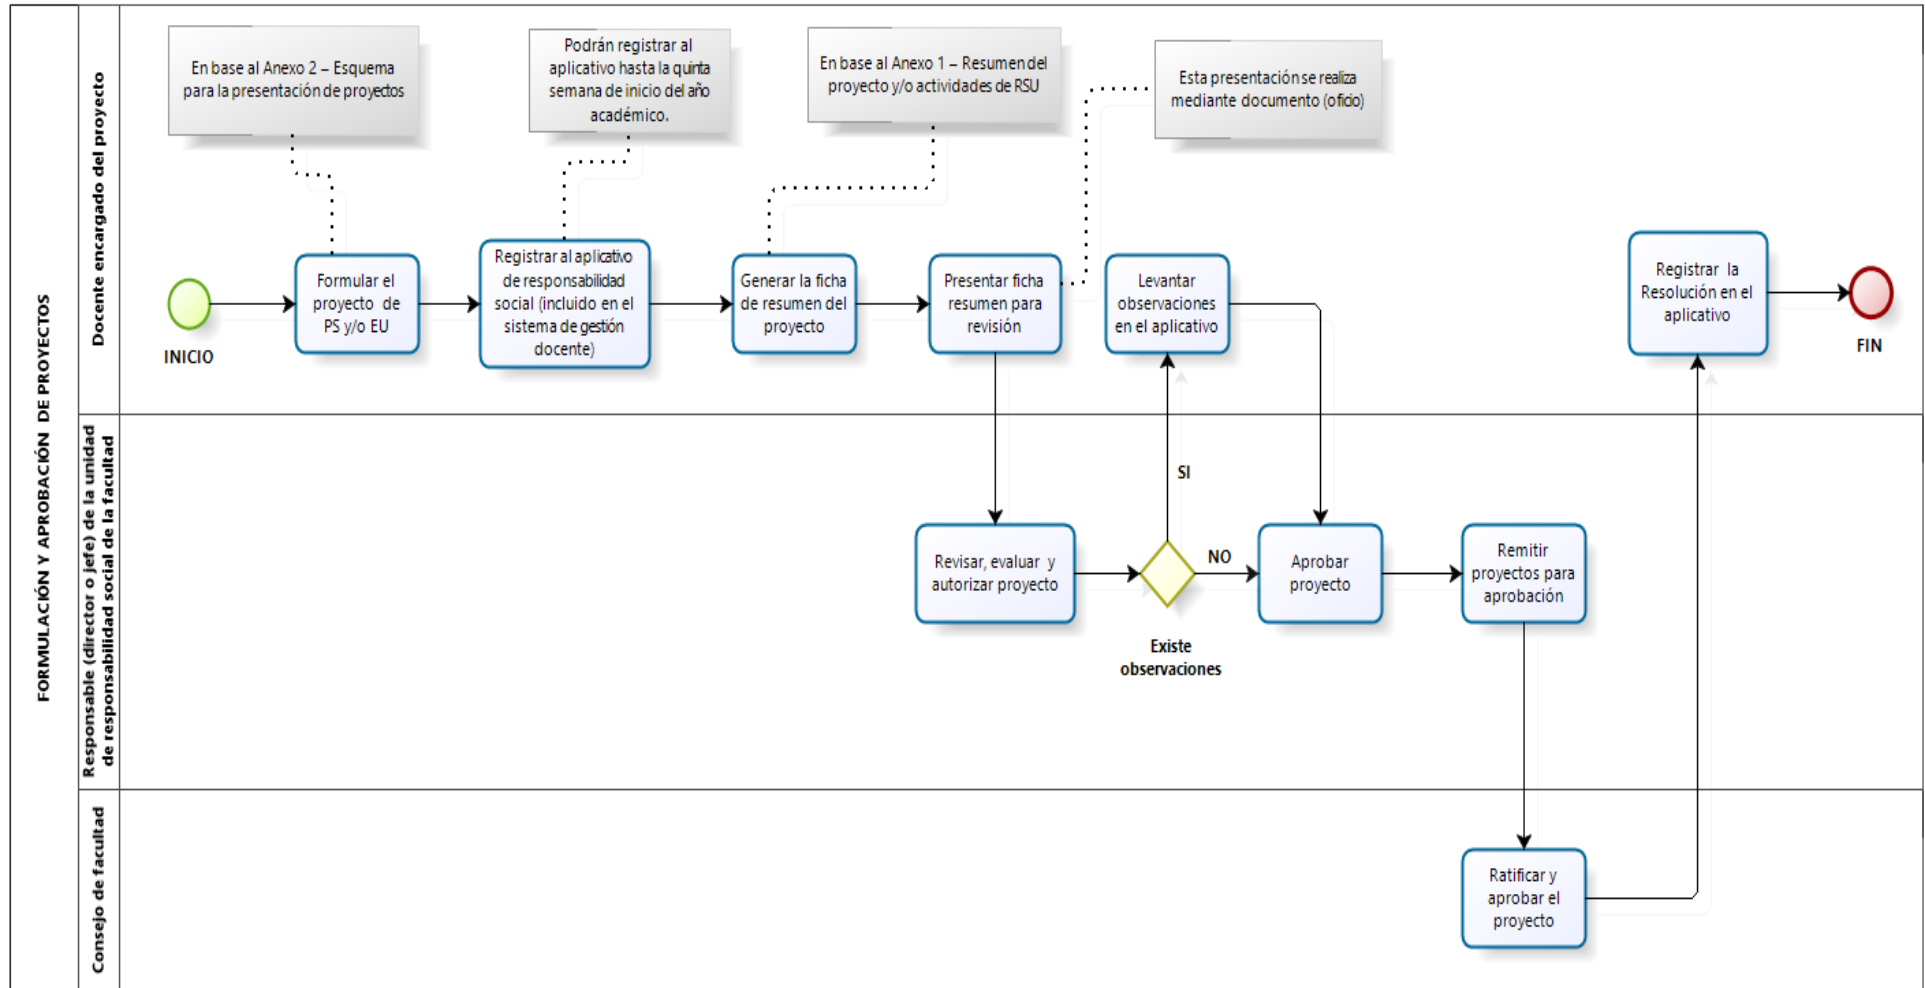 FORMULACIÓN Y APROBACIÓN DE PROYECTOS
Docente encargado del proyecto
En base al Anexo 2 – Esquema
para la presentación de proyectos
Podrán registrar al
aplicativo hasta la quinta
semana de inicio del año
académico.
En base al Anexo 1 – Resumen del
proyecto y/o actividades de RSU
Esta presentación se realiza
mediante documento (oficio)
INICIO
Formular el
proyecto de
PS y/o EU
Registrar al aplicativo
de responsabilidad
social (incluido en el
sistema de gestión
docente)
Generar la ficha
de resumen del
proyecto
Presentar ficha
resumen para
revisión
Levantar
observaciones
en el aplicativo
Registrar la
Resolución en el
aplicativo
FIN
Responsable (director o jefe) de la unidad
de responsabilidad social de la facultad
Revisar, evaluar y
autorizar proyecto
SI
NO
Existe
observaciones
Aprobar
proyecto
Remitir
proyectos para
aprobación
Consejo de facultad
Ratificar y
aprobar el
proyecto